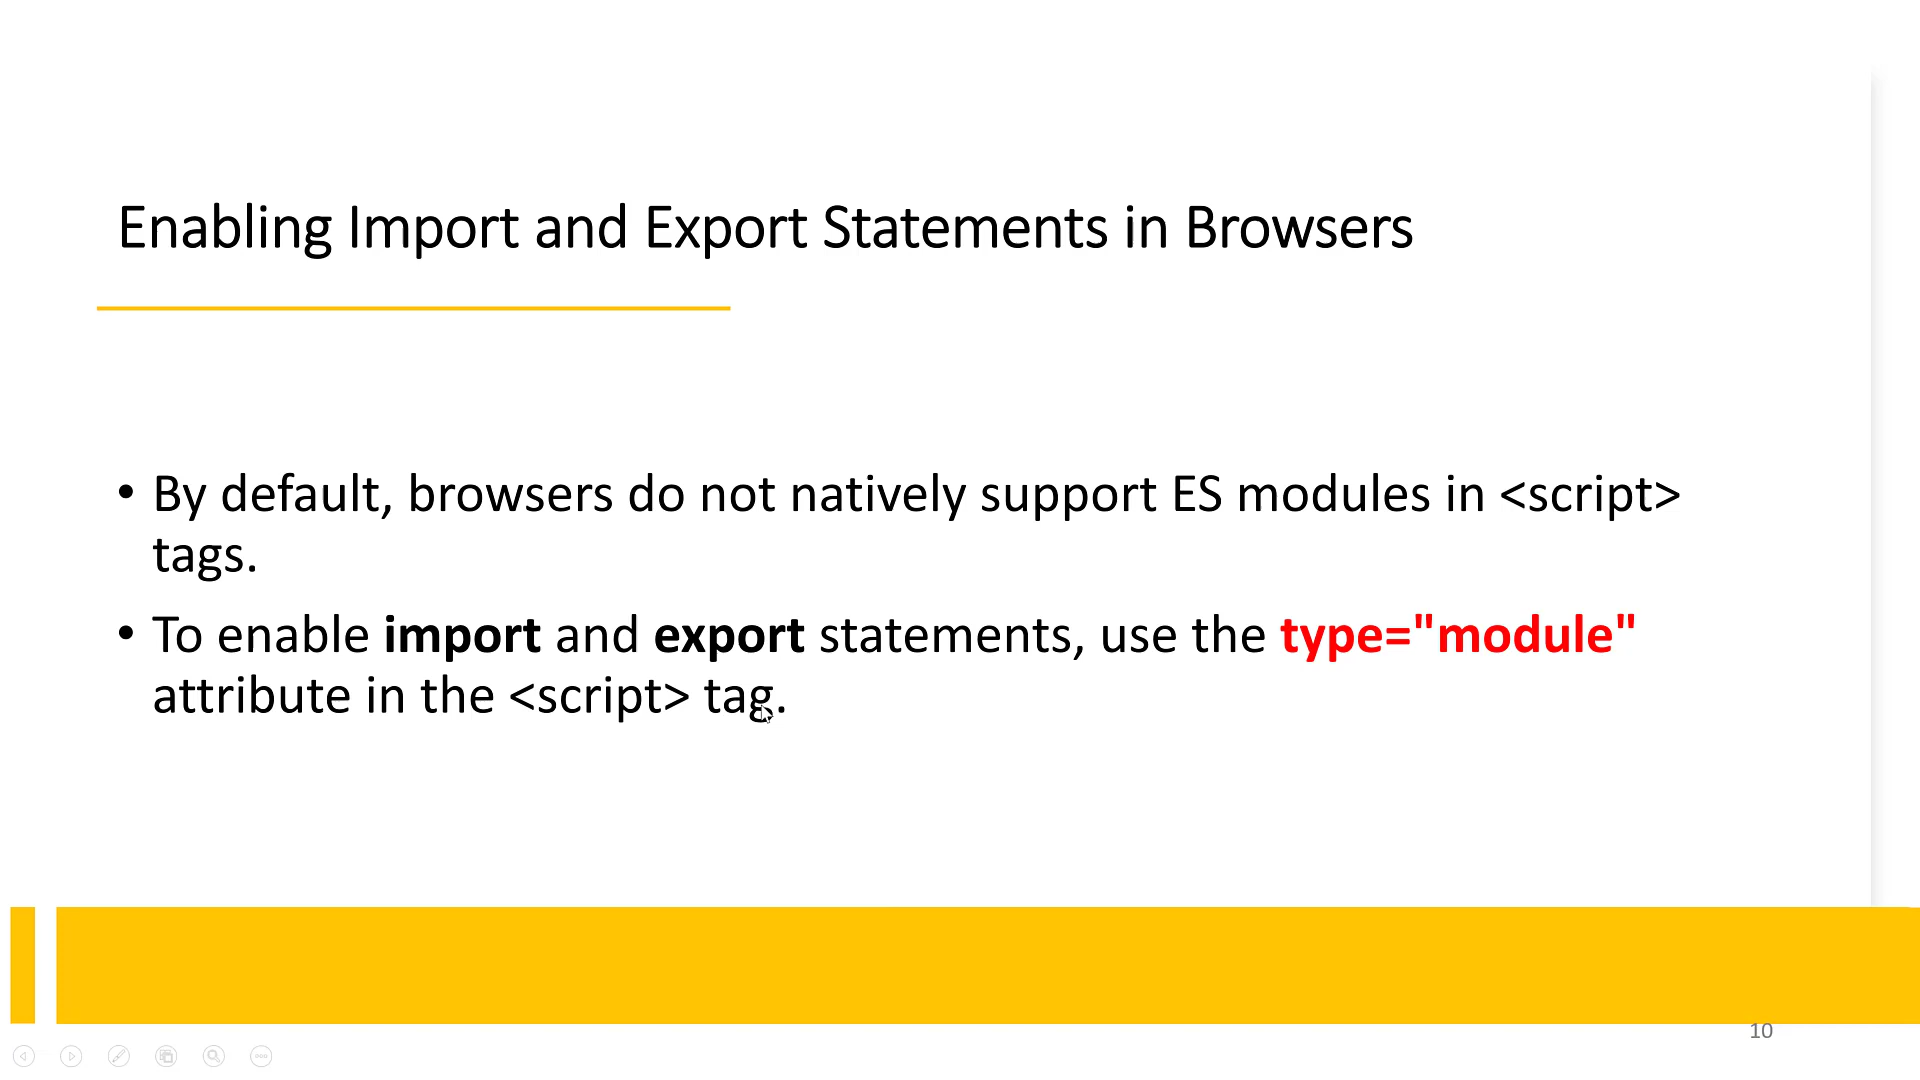 Enabling Import and Export Statements in Browsers
• By default, browsers do not natively support ES modules in <script>
tags.
• To enable import and export statements, use the type="module"
attribute in the <script> tag.
10